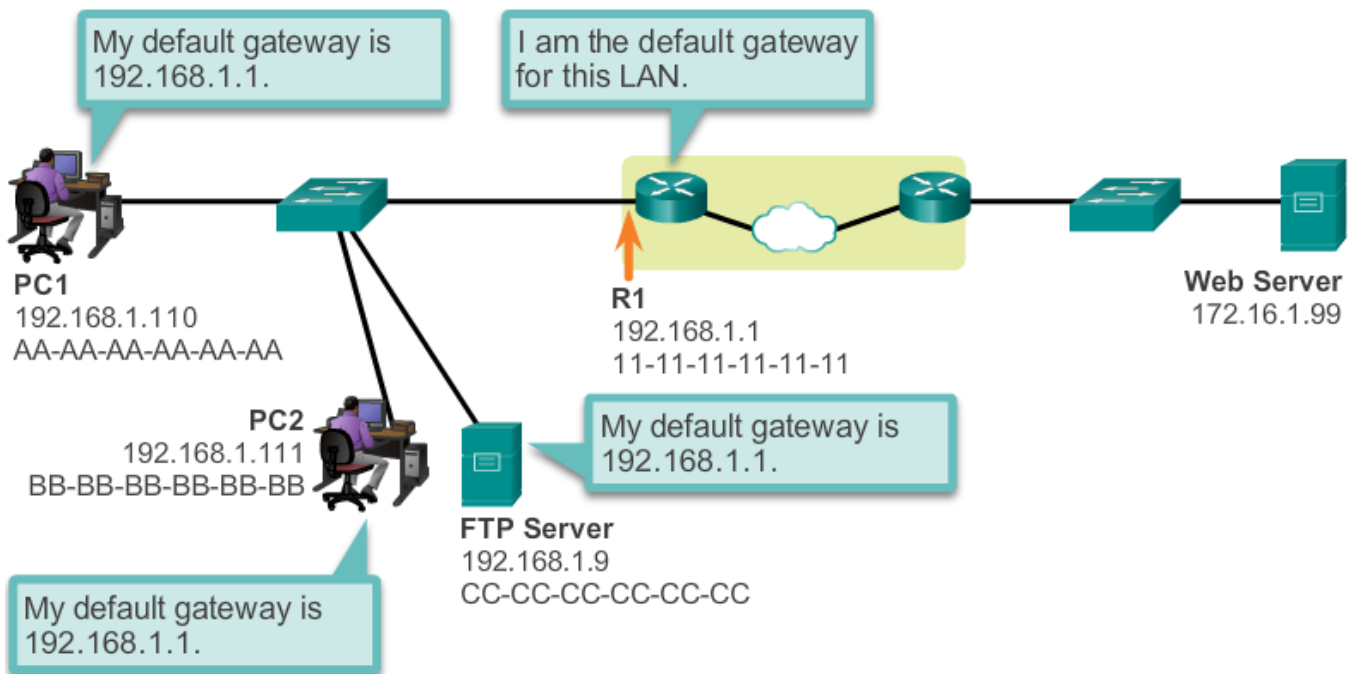 My default gateway is
192.168.1.1.
I am the default gateway
for this LAN.
PC1
192.168.1.110
AA-AA-AA-AA-AA-AA
R1
192.168.1.1
11-11-11-11-11-11
Web Server
172.16.1.99
PC2
192.168.1.111
BB-BB-BB-BB-BB-BB
My default gateway is
192.168.1.1.
FTP Server
192.168.1.9
CC-CC-CC-CC-CC-CC
My default gateway is
192.168.1.1.